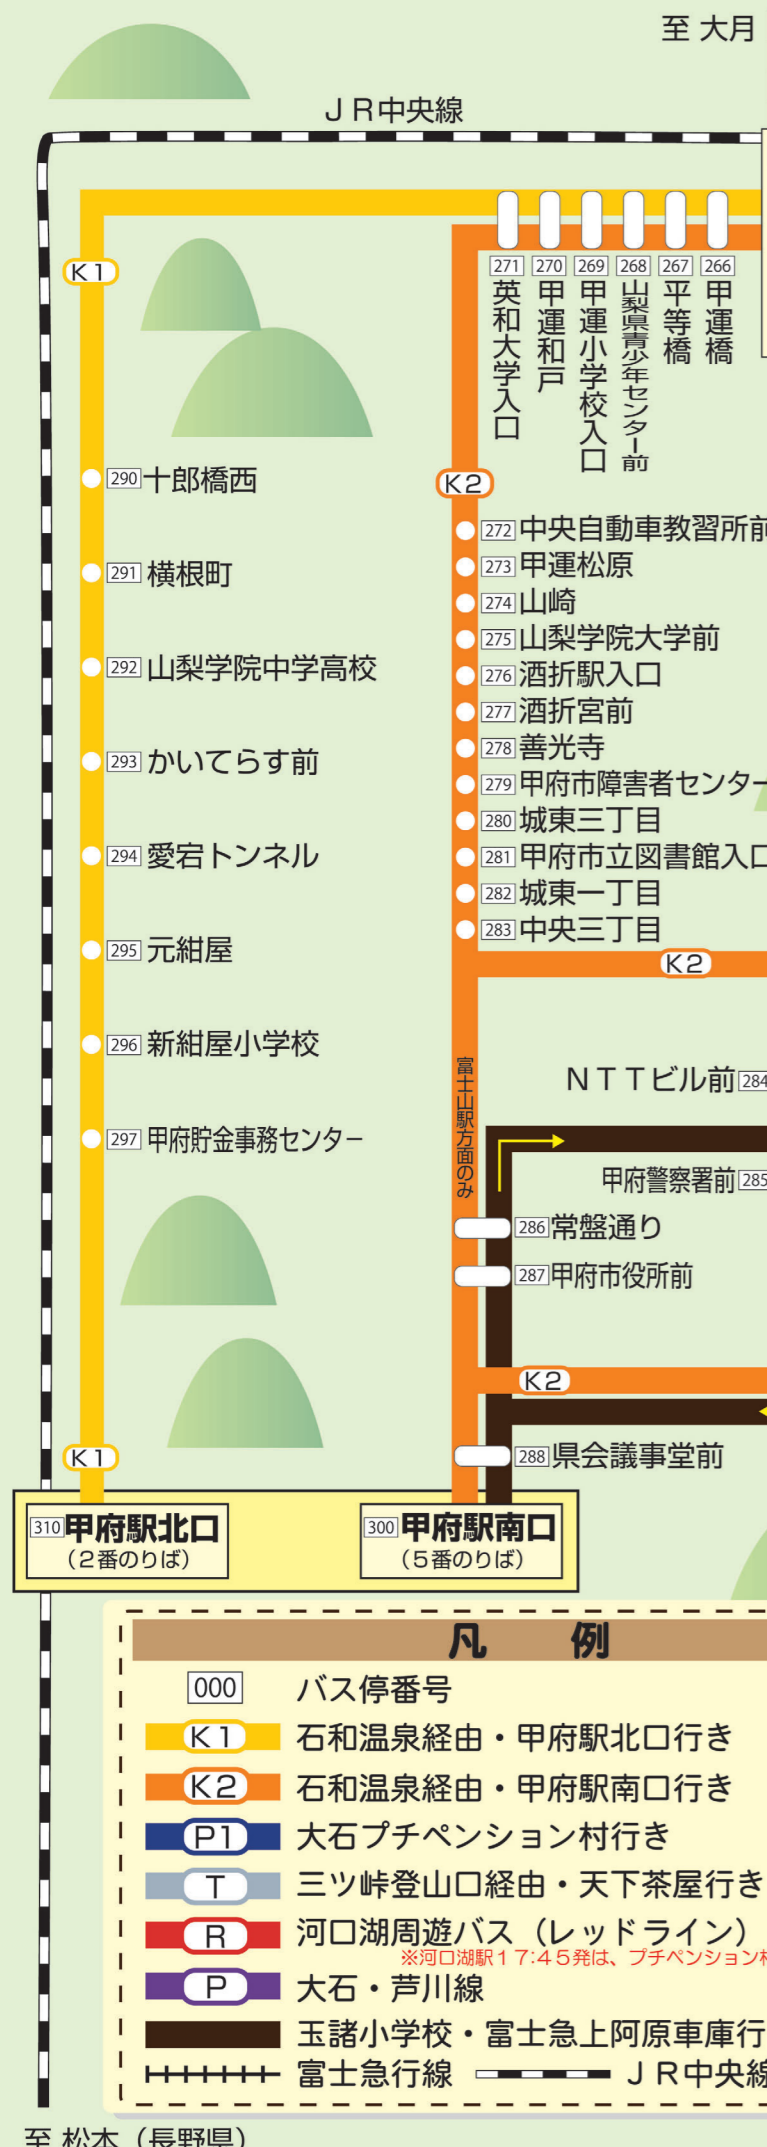 至 大月
ＪＲ中央線
K1
271 英和大学入口
270 甲運和戸
269 甲運小学校入口
268 山梨県青少年センター前
267 平等橋
266 甲運橋
290 十郎橋西
291 横根町
292 山梨学院中学高校
293 かいてらす前
294 愛宕トンネル
295 元紺屋
296 新紺屋小学校
297 甲府貯金事務センター
K2
272 中央自動車教習所前
273 甲運松原
274 山崎
275 山梨学院大学前
276 酒折駅入口
277 酒折宮前
278 善光寺
279 甲府市障害者センター
280 城東三丁目
281 甲府市立図書館入口
282 城東一丁目
283 中央三丁目
K2
富士山駅方面のみ
ＮＴＴビル前 284
甲府警察署前 285
286 常盤通り
287 甲府市役所前
K2
288 県会議事堂前
K1
310 甲府駅北口
（２番のりば）
300 甲府駅南口
（５番のりば）
凡 例
000 バス停番号
K1 石和温泉経由・甲府駅北口行き
K2 石和温泉経由・甲府駅南口行き
P1 大石プチペンション村行き
T 三ツ峠登山口経由・天下茶屋行き
R 河口湖周遊バス（レッドライン）
※河口湖駅１７:４５発は、プチペンション村
P 大石・芦川線
玉諸小学校・富士急上阿原車庫行
富士急行線 ＪＲ中央線
至 松本（長野県）